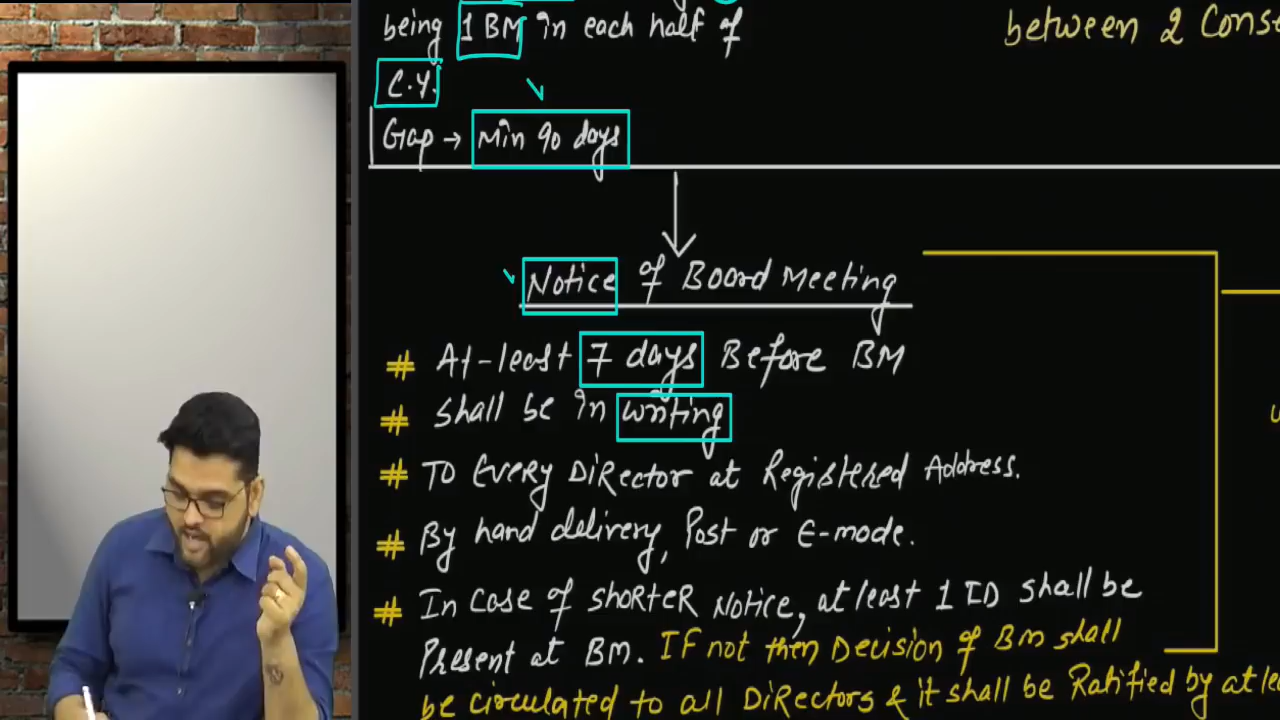 being 1 BM in each half of
between 2 Cons
C.Y.
Gap → Min 90 days
Notice of Board Meeting
# At-least 7 days Before BM
# shall be in writing
# To Every Director at Registered Address.
# By hand delivery, Post or E-mode.
# In case of shorter Notice, at least 1 ID shall be
Present at BM. If not then Decision of BM shall
be circulated to all Directors & it shall be Ratified by at le